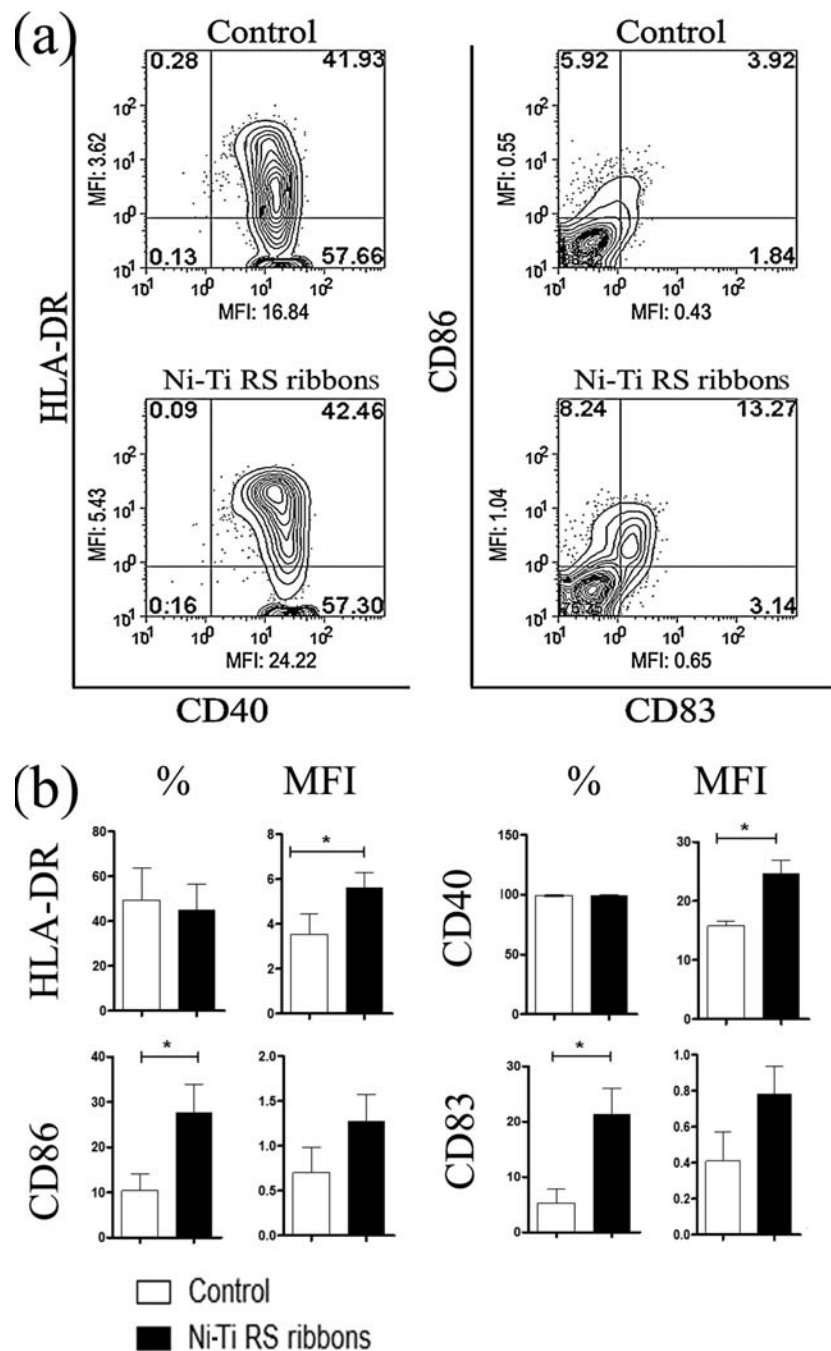 (a)
Control
0.28 41.93
10² 10¹ 10⁰ 10¹
MFI: 3.62
0.13 57.66
10¹ 10⁰ 10¹ 10²
MFI: 16.84
Control
5.92 3.92
10² 10¹ 10⁰ 10¹
MFI: 0.55
1.84
10¹ 10⁰ 10¹ 10²
MFI: 0.43
HLA-DR
Ni-Ti RS ribbons
0.09 42.46
10² 10¹ 10⁰ 10¹
MFI: 5.43
0:16 57.30
10¹ 10⁰ 10¹ 10²
MFI: 24.22
CD40
CD86
Ni-Ti RS ribbons
8.24 13.27
10² 10¹ 10⁰ 10¹
MFI: 1.04
3.14
10¹ 10⁰ 10¹ 10²
MFI: 0.65
CD83
(b)
% MFI % MFI
HLA-DR
80 60 40 20 0
8 6 4 2 0
*
CD40
150 100 50 0
30 20 10 0
*
CD86
40 30 20 10 0
*
2.0 1.5 1.0 0.5 0.0
CD83
30 20 10 0
*
1.0 0.8 0.6 0.4 0.2 0.0
Control
Ni-Ti RS ribbons